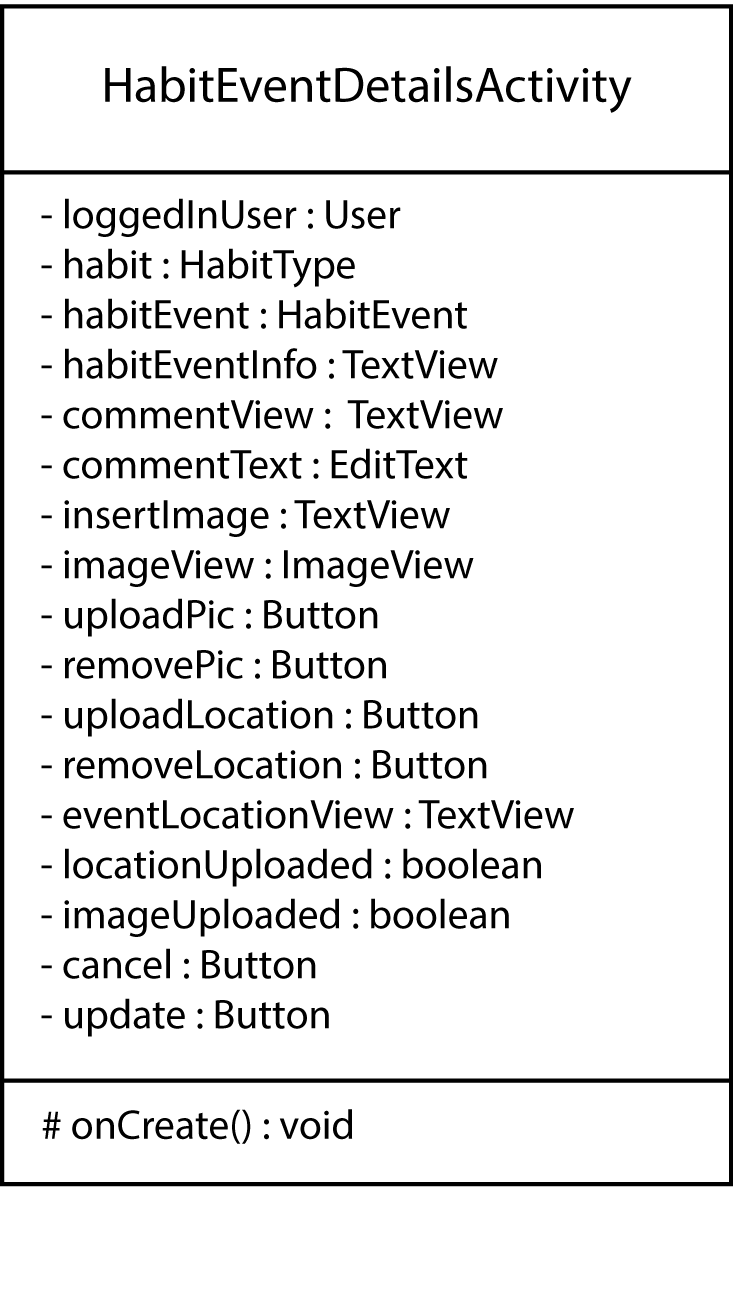 HabitEventDetailsActivity
- loggedInUser : User
- habit : HabitType
- habitEvent : HabitEvent
- habitEventInfo : TextView
- commentView :  TextView
- commentText : EditText
- insertImage : TextView
- imageView : ImageView
- uploadPic : Button
- removePic : Button
- uploadLocation : Button
- removeLocation : Button
- eventLocationView : TextView
- locationUploaded : boolean
- imageUploaded : boolean
- cancel : Button
- update : Button
# onCreate() : void